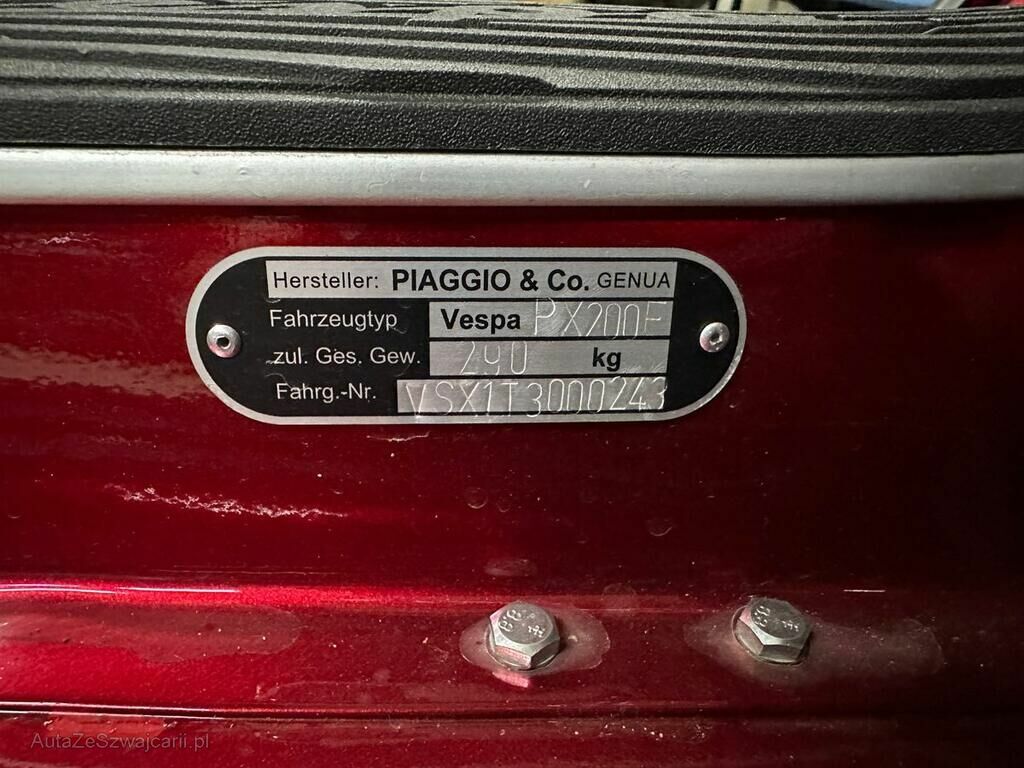 Hersteller: PIAGGIO & Co. GENUA
Fahrzeugtyp Vespa PX200E
zul. Ges. Gew. 290 kg
Fahrg.-Nr. VSX1T3000243
AutaZeSzwajcarii.pl